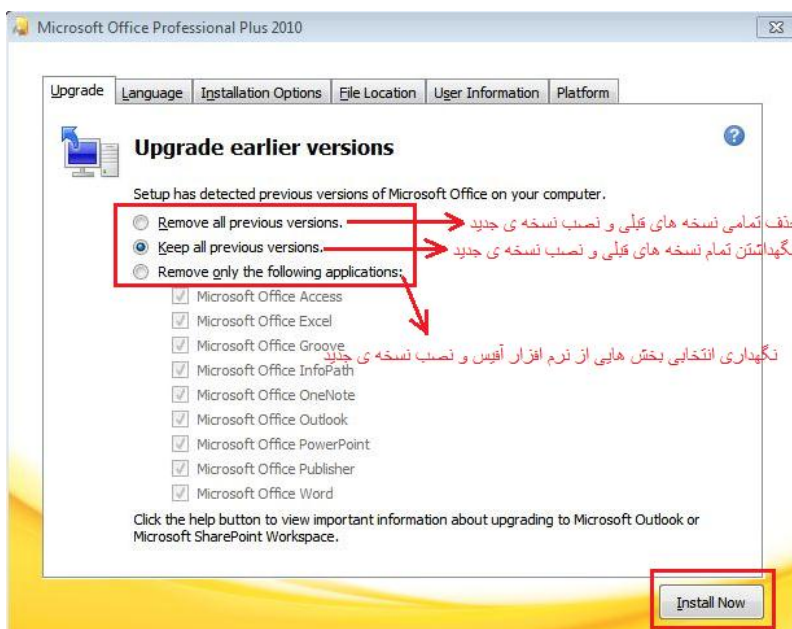 Microsoft Office Professional Plus 2010
Upgrade Language Installation Options File Location User Information Platform
Upgrade earlier versions
Setup has detected previous versions of Microsoft Office on your computer.
Remove all previous versions. حذف تمامی نسخه های قبلی و نصب نسخه ی جدید
Keep all previous versions. نگهداشتن تمام نسخه های قبلی و نصب نسخه ی جدید
Remove only the following applications:
Microsoft Office Access
Microsoft Office Excel
Microsoft Office Groove
نگهداری انتخابی بخش هایی از نرم افزار آفیس و نصب نسخه ی جدید
Microsoft Office InfoPath
Microsoft Office OneNote
Microsoft Office Outlook
Microsoft Office PowerPoint
Microsoft Office Publisher
Microsoft Office Word
Click the help button to view important information about upgrading to Microsoft Outlook or
Microsoft SharePoint Workspace.
Install Now